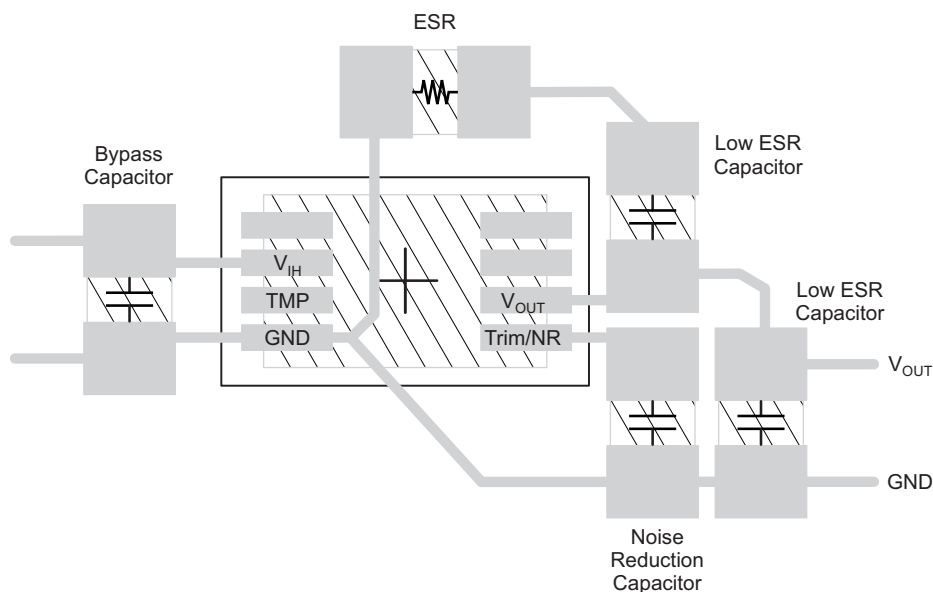 ESR
Bypass
Capacitor
Low ESR
Capacitor
V_IH
TMP
GND
V_OUT
Trim/NR
Low ESR
Capacitor
V_OUT
GND
Noise
Reduction
Capacitor